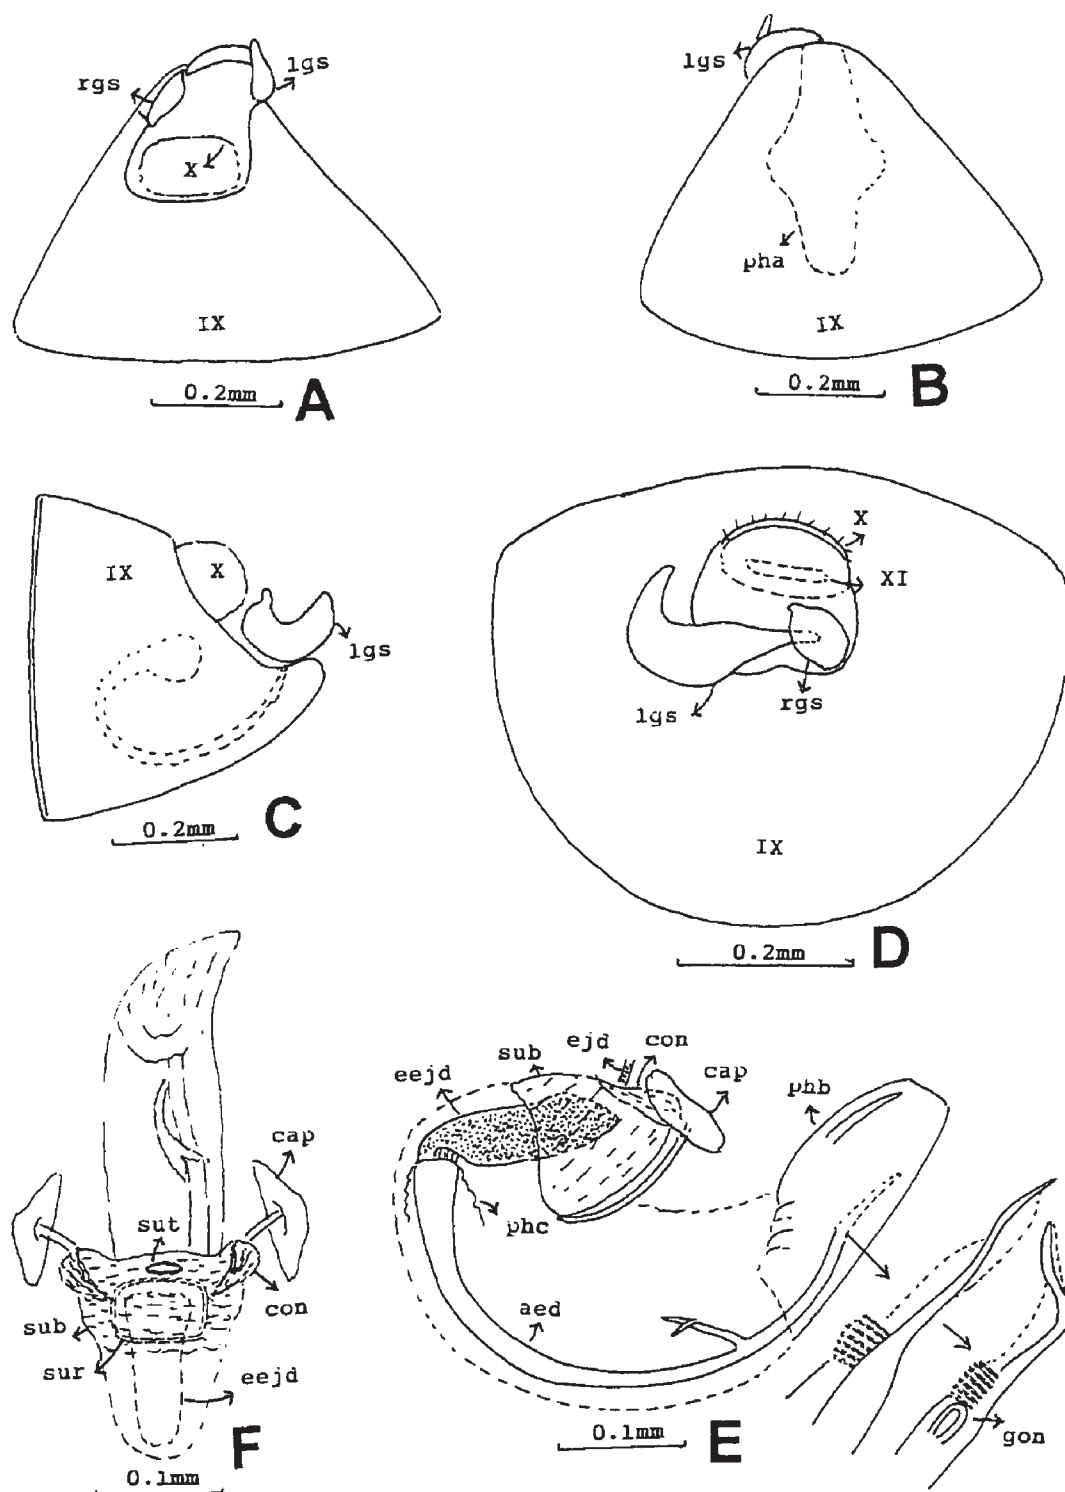 rgs
lgs
X
IX
0.2mm
A
lgs
pha
IX
0.2mm
B
IX
X
lgs
0.2mm
C
X
XI
lgs
rgs
IX
0.2mm
D
cap
sut
con
sub
sur
eejd
0.1mm
F
eejd
sub
ejd
con
cap
phb
phc
aed
gon
0.1mm
E